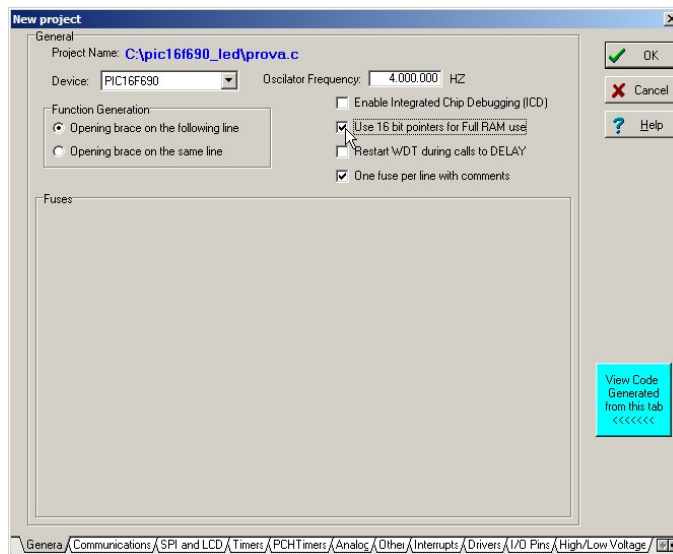 New project
General
Project Name: C:\pic16f690_led\prova.c
Device: PIC16F690 Oscilator Frequency: 4.000.000 HZ
Function Generation
Opening brace on the following line
Opening brace on the same line
Enable Integrated Chip Debugging (ICD)
Use 16 bit pointers for Full RAM use
Restart WDT during calls to DELAY
One fuse per line with comments
OK
Cancel
Help
Fuses
View Code
Generated
from this tab
<<<<<<<
Genera Communications SPI and LCD Timers PCHTimers Analog Other Interrupts Drivers I/O Pins High/Low Voltage